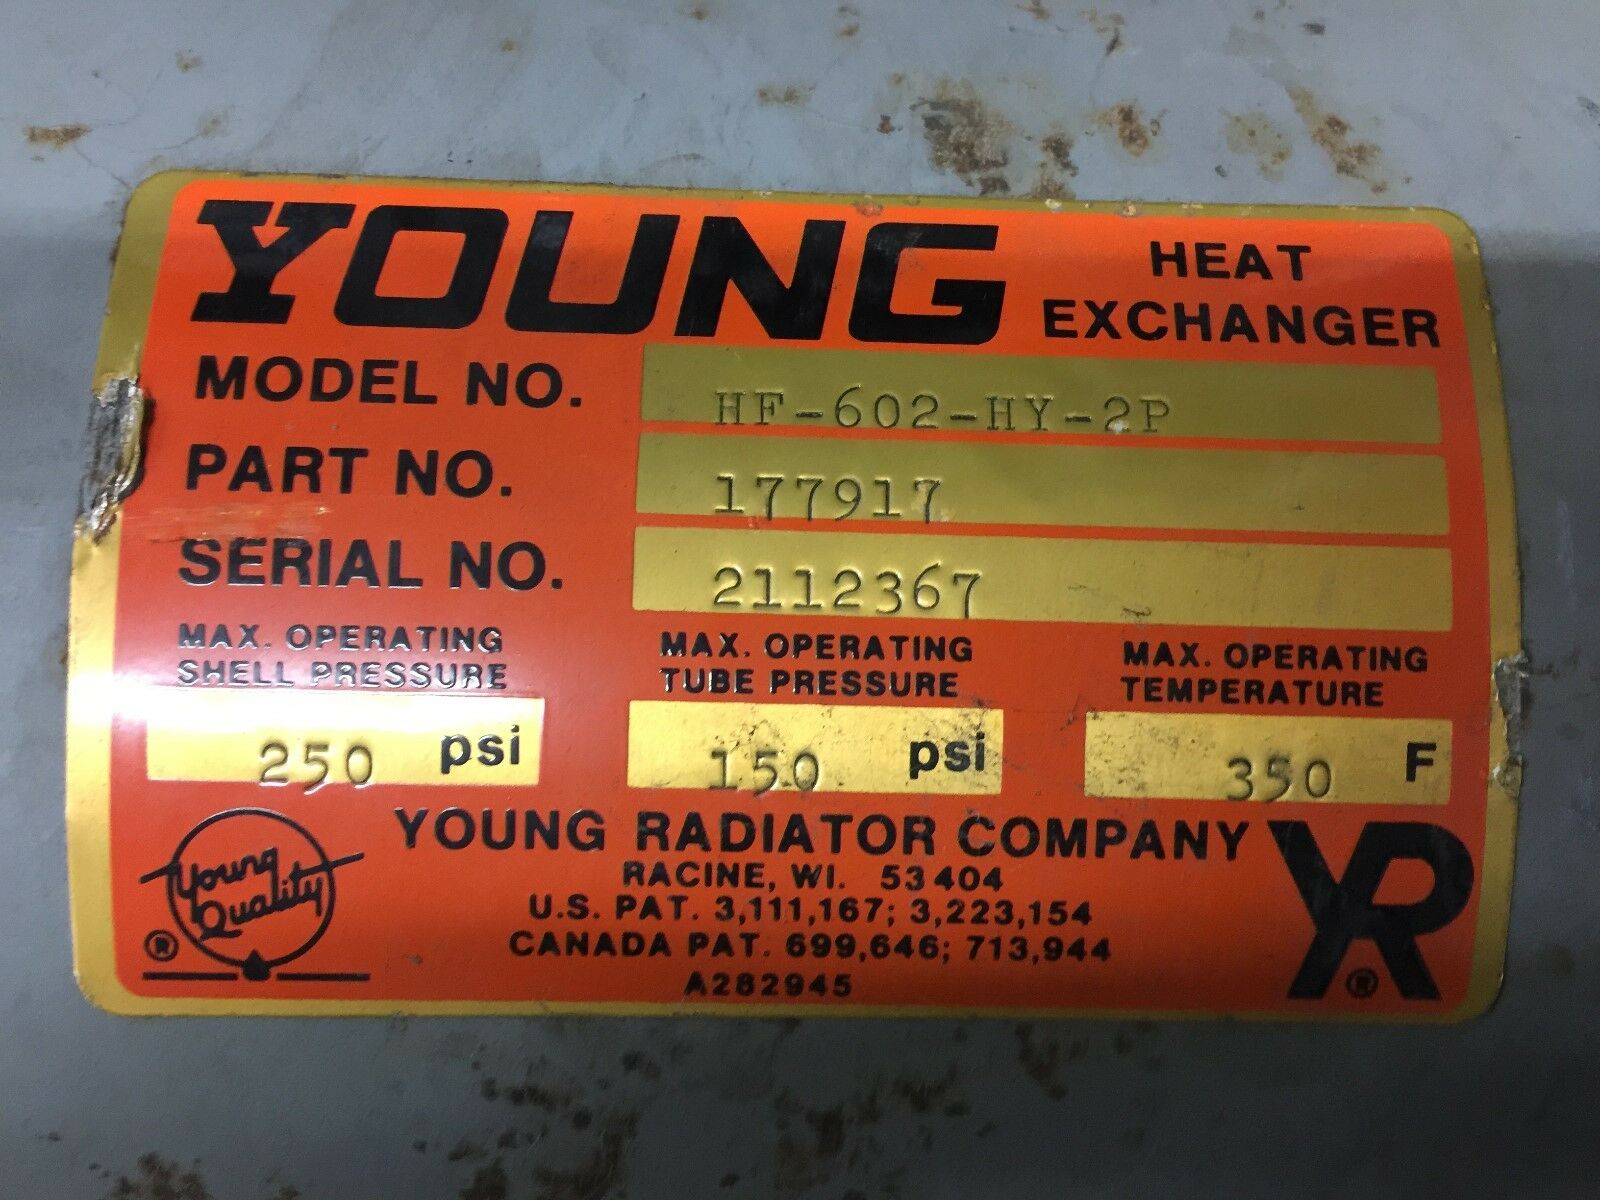 YOUNG HEAT EXCHANGER
MODEL NO. HF-602-HY-2P
PART NO. 177917
SERIAL NO. 2112367
MAX. OPERATING SHELL PRESSURE
250 psi
MAX. OPERATING TUBE PRESSURE
150 psi
MAX. OPERATING TEMPERATURE
350 F
Young Quality
®
YOUNG RADIATOR COMPANY
RACINE, WI. 53404
U.S. PAT. 3,111,167; 3,223,154
CANADA PAT. 699,646; 713,944
A282945
YR
®